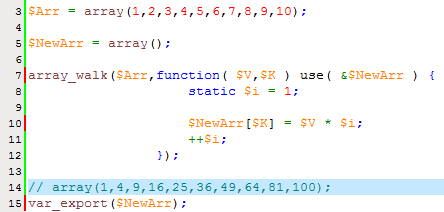 3 $Arr = array(1,2,3,4,5,6,7,8,9,10);
4
5 $NewArr = array();
6
7 array_walk($Arr,function( $V,$K ) use( &$NewArr ) {
8 static $i = 1;
9
10 $NewArr[$K] = $V * $i;
11 ++$i;
12 });
13
14 // array(1,4,9,16,25,36,49,64,81,100);
15 var_export($NewArr);